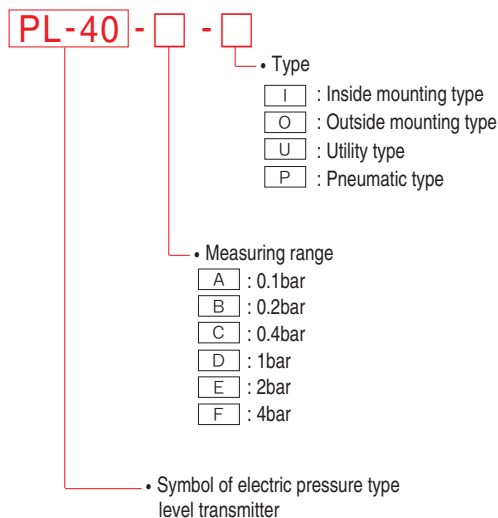 PL-40 - □ - □
• Type
I : Inside mounting type
O : Outside mounting type
U : Utility type
P : Pneumatic type
• Measuring range
A : 0.1bar
B : 0.2bar
C : 0.4bar
D : 1bar
E : 2bar
F : 4bar
• Symbol of electric pressure type
level transmitter